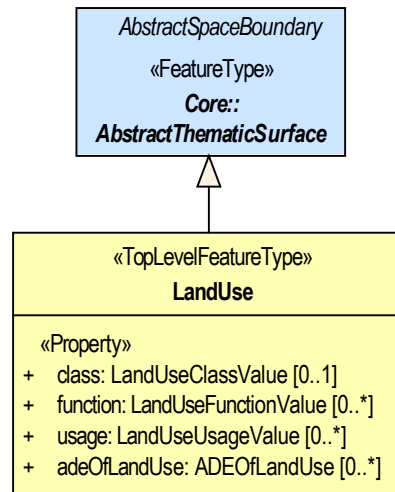 AbstractSpaceBoundary
«FeatureType»
Core::
AbstractThematicSurface
«TopLevelFeatureType»
LandUse
«Property»
+ class: LandUseClassValue [0..1]
+ function: LandUseFunctionValue [0..*]
+ usage: LandUseUsageValue [0..*]
+ adeOfLandUse: ADEOfLandUse [0..*]